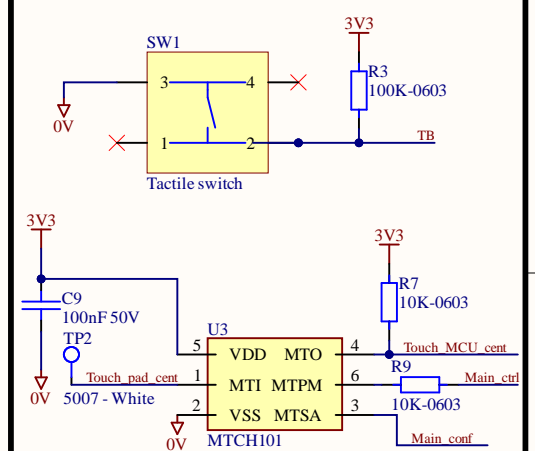 3V3
SW1
R3
100K-0603
3 4
0V
1 2
TB
Tactile switch
3V3
3V3
R7
10K-0603
C9
100nF 50V
TP2
U3
5 VDD MTO 4 Touch_MCU_cent
Touch_pad_cent 1 MTI MTPM 6 R9 Main_ctrl
0V 5007 - White
10K-0603
2 VSS MTSA 3
0V
MTCH101
Main_conf